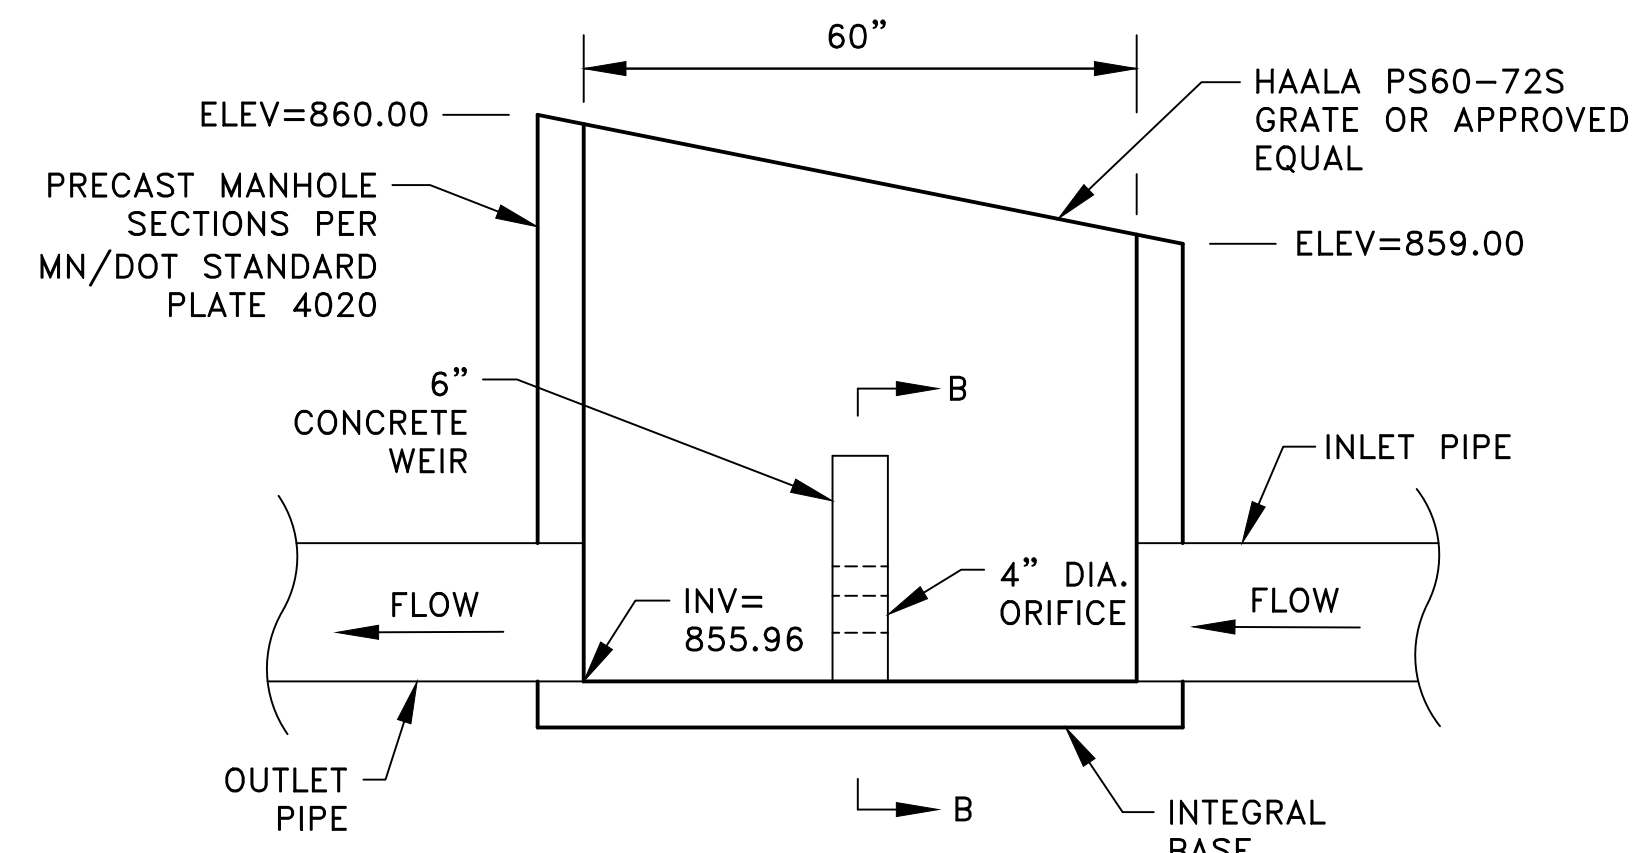 60”
HAALA PS60-72S
GRATE OR APPROVED
EQUAL
ELEV=860.00
PRECAST MANHOLE
SECTIONS PER
MN/DOT STANDARD
PLATE 4020
ELEV=859.00
6”
CONCRETE
WEIR
B
INLET PIPE
4” DIA.
ORIFICE
FLOW
INV=
855.96
FLOW
OUTLET
PIPE
B
INTEGRAL
BASE